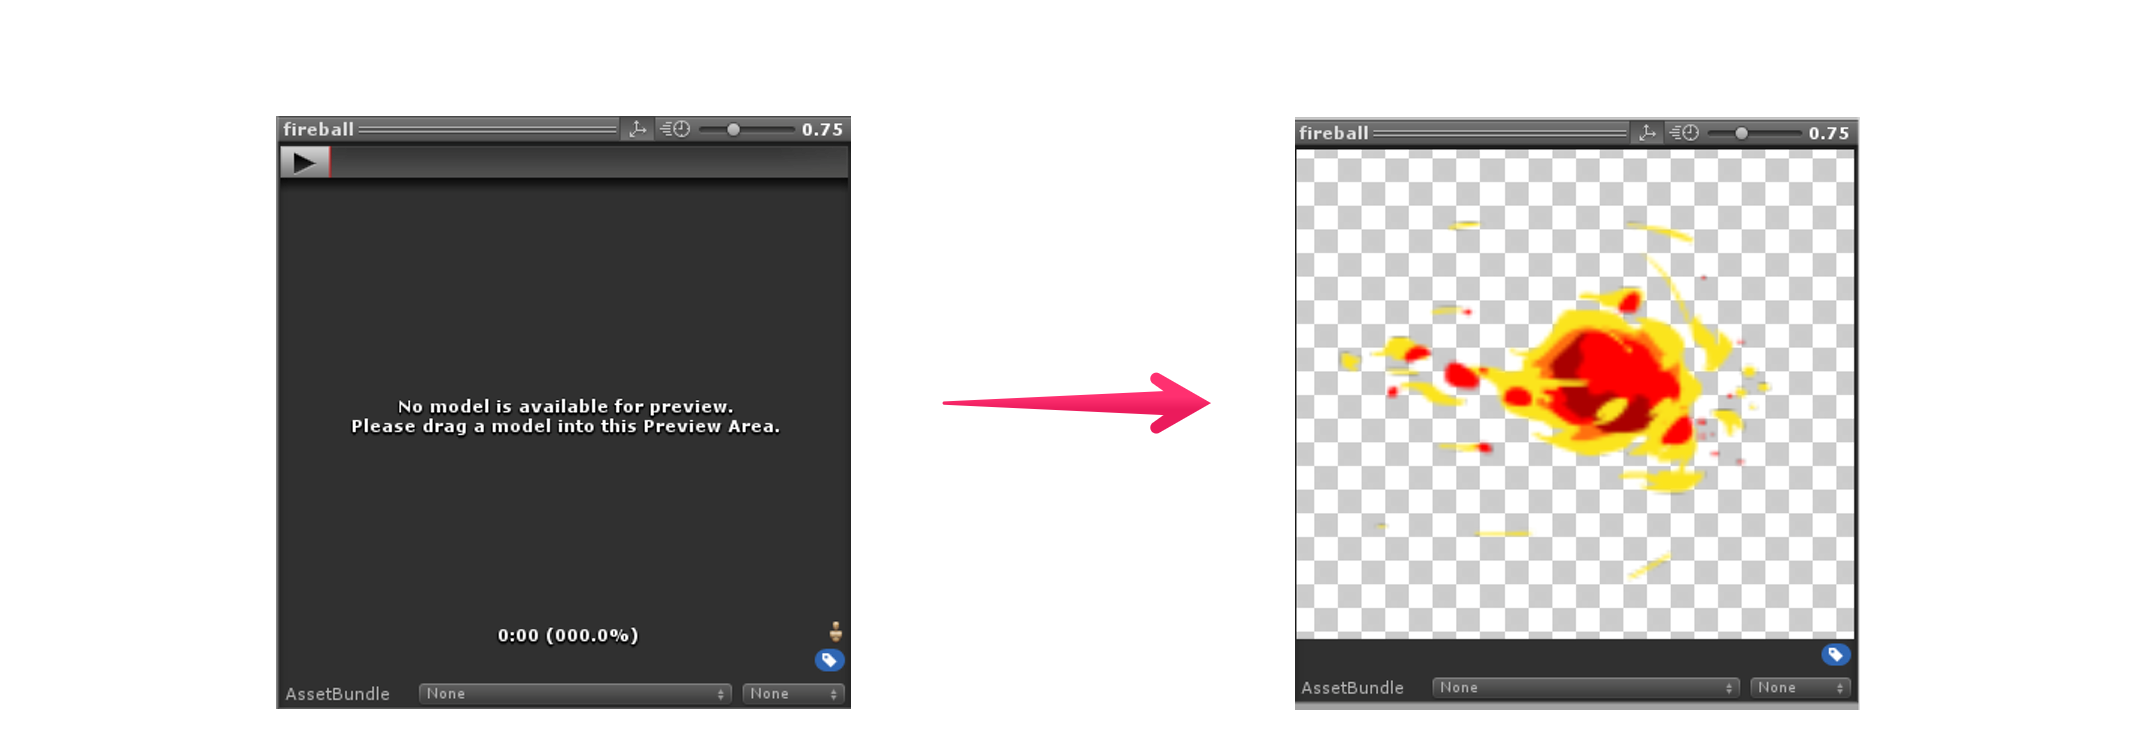 fireball 0.75
No model is available for preview.
Please drag a model into this Preview Area.
0:00 (000.0%)
AssetBundle None None
fireball 0.75
AssetBundle None None